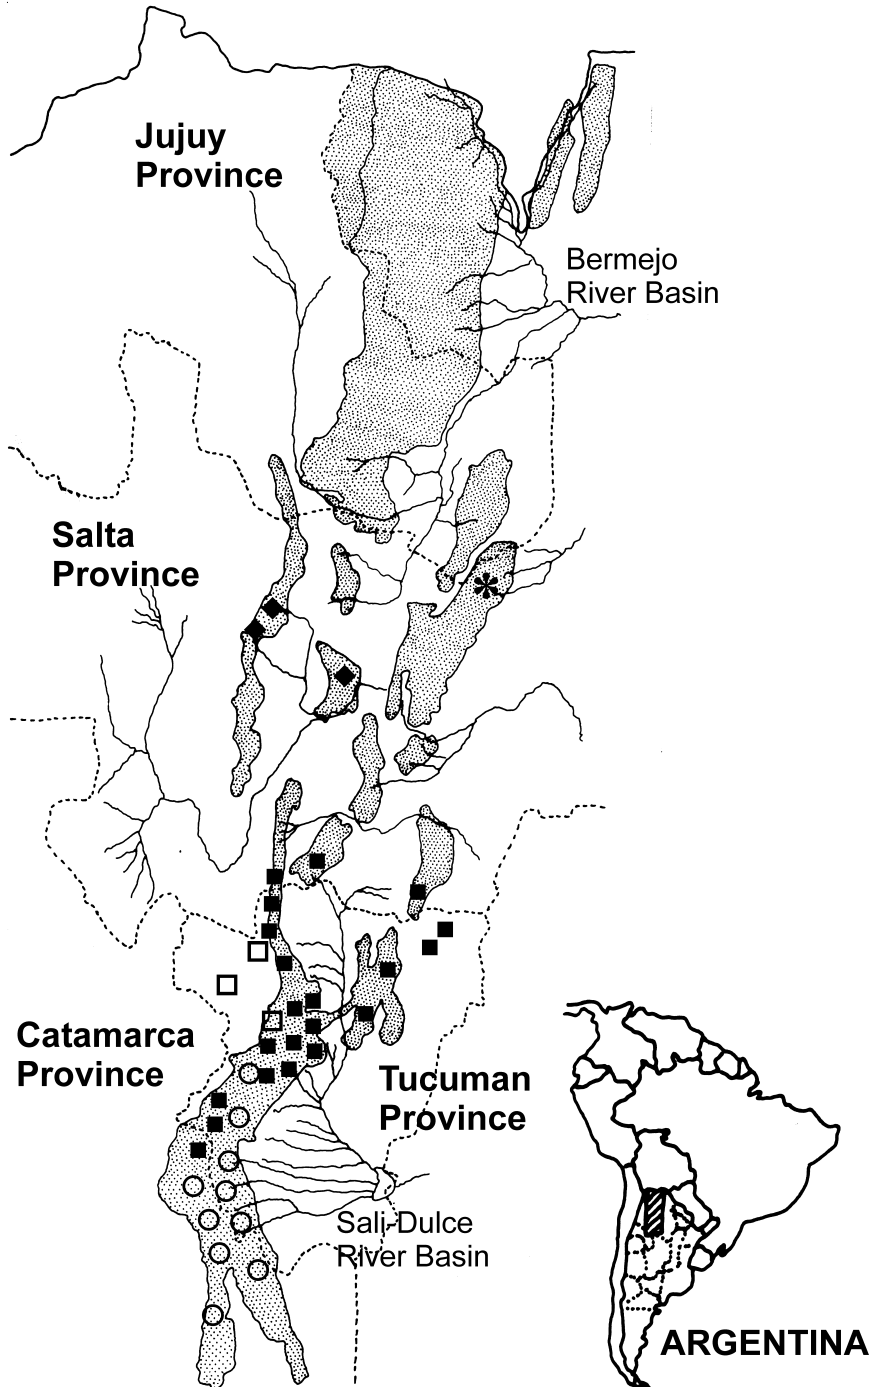 Jujuy
Province
Bermejo
River Basin
Salta
Province
Catamarca
Province
Tucuman
Province
Sali-Dulce
River Basin
ARGENTINA